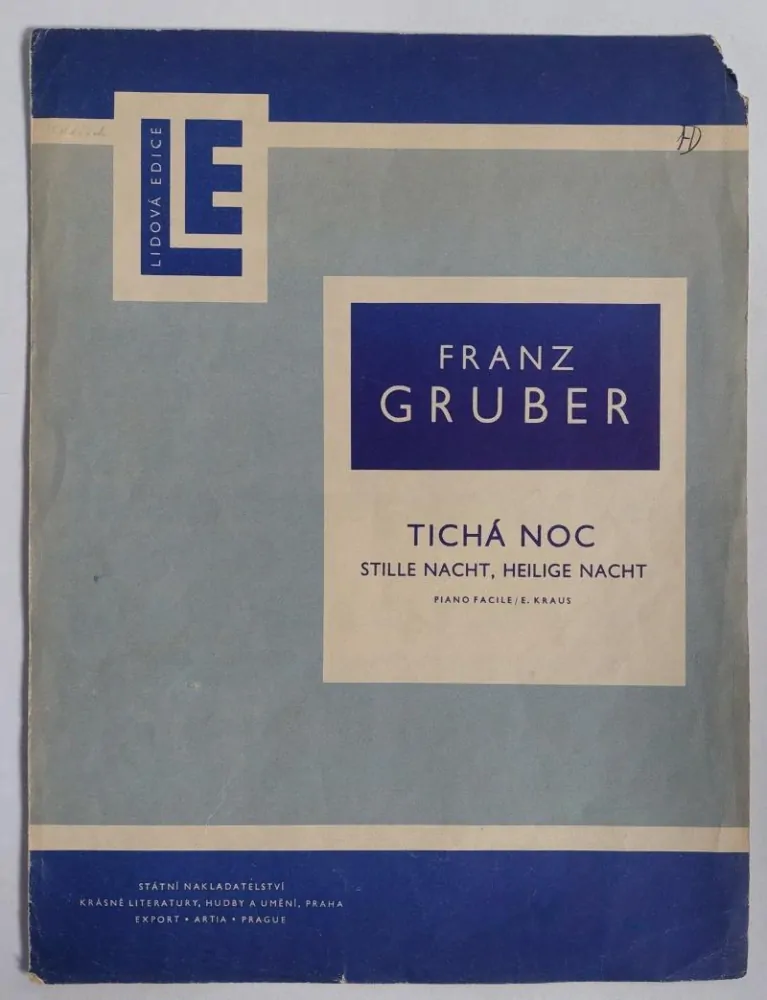 LIDOVÁ EDICE
LE
FRANZ
GRUBER
TICHÁ NOC
STILLE NACHT, HEILIGE NACHT
PIANO FACILE/E. KRAUS
STÁTNÍ NAKLADATELSTVÍ
KRÁSNÉ LITERATURY, HUDBY A UMĚNÍ, PRAHA
EXPORT • ARTIA • PRAGUE